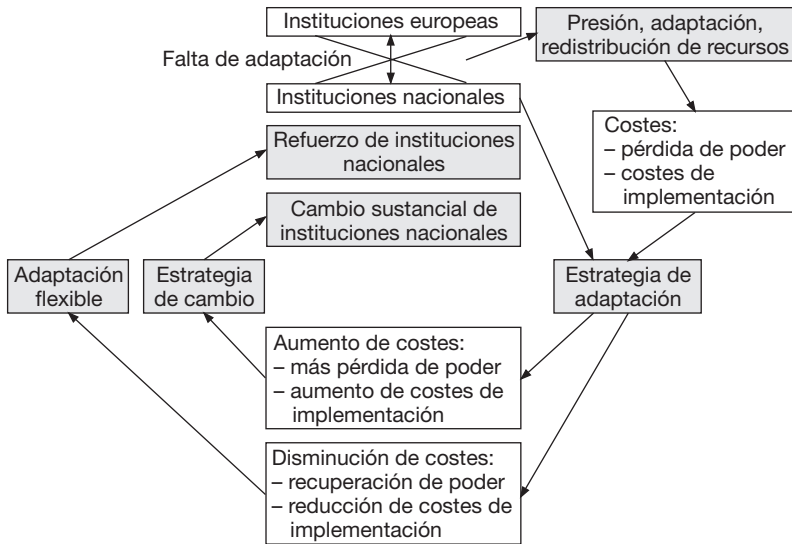 Instituciones europeas
Falta de adaptación
Instituciones nacionales
Presión, adaptación,
redistribución de recursos
Costes:
– pérdida de poder
– costes de
implementación
Refuerzo de instituciones
nacionales
Cambio sustancial de
instituciones nacionales
Adaptación
flexible
Estrategia
de cambio
Estrategia de
adaptación
Aumento de costes:
– más pérdida de poder
– aumento de costes de
implementación
Disminución de costes:
– recuperación de poder
– reducción de costes de
implementación